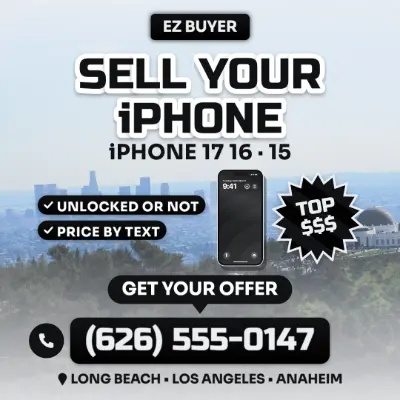 EZ BUYER
SELL YOUR
iPHONE
iPHONE 17 16 · 15
UNLOCKED OR NOT
PRICE BY TEXT
9:41
TOP
$$$
GET YOUR OFFER
(626) 555-0147
LONG BEACH • LOS ANGELES • ANAHEIM